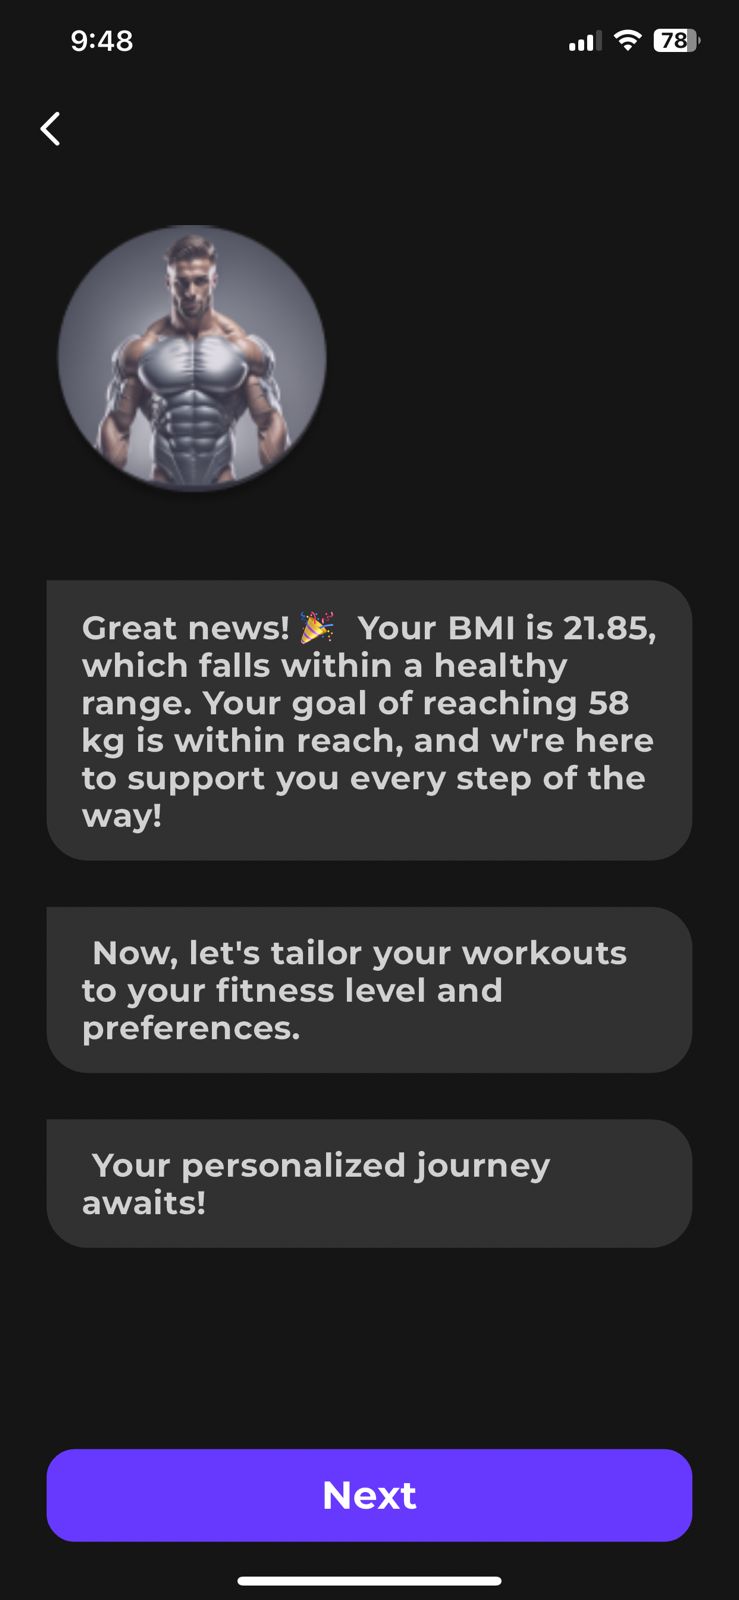 9:48
78
Great news! 🎉 Your BMI is 21.85,
which falls within a healthy
range. Your goal of reaching 58
kg is within reach, and w're here
to support you every step of the
way!
Now, let's tailor your workouts
to your fitness level and
preferences.
Your personalized journey
awaits!
Next